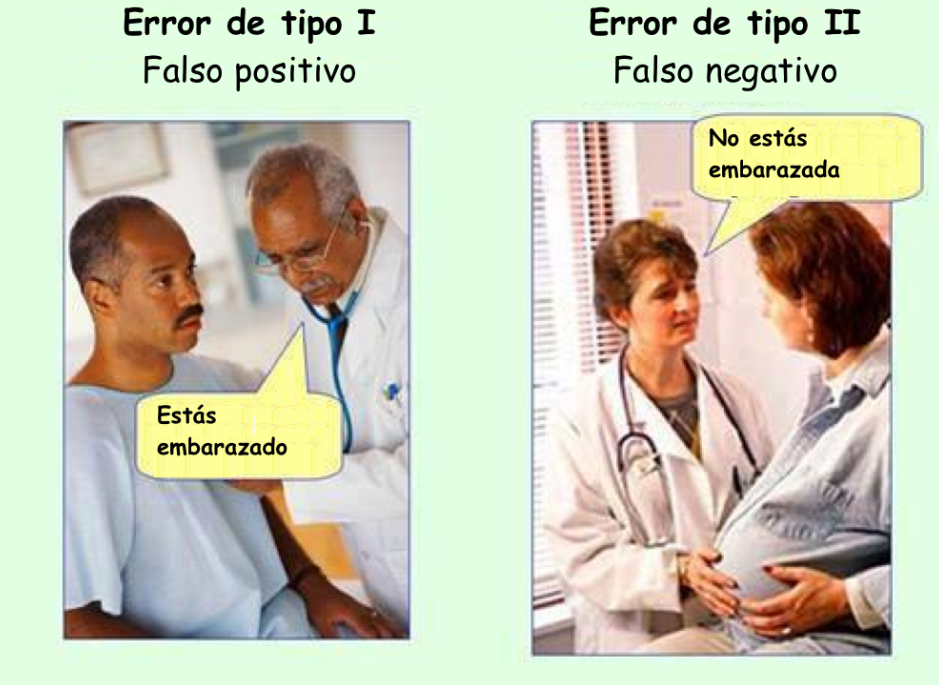 Error de tipo I
Falso positivo
Estás
embarazado
Error de tipo II
Falso negativo
No estás
embarazada